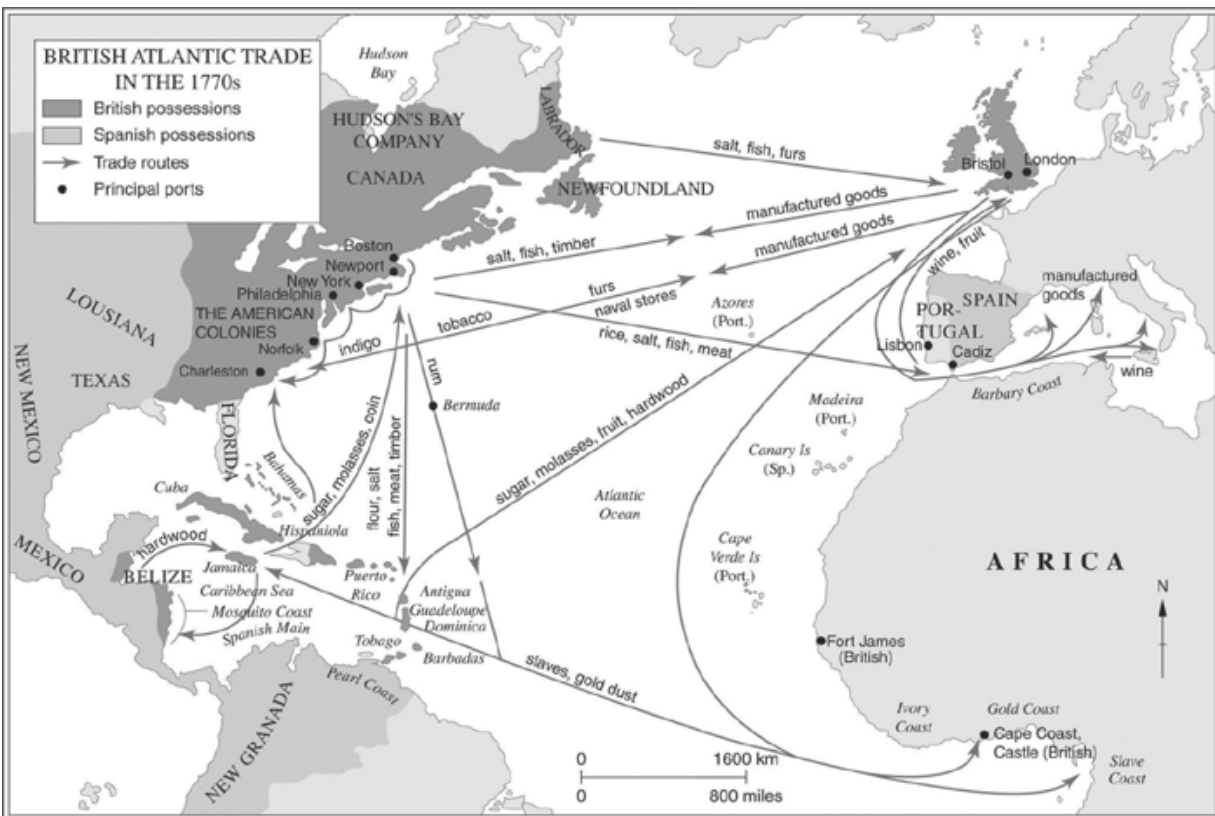 BRITISH ATLANTIC TRADE
IN THE 1770s
British possessions
Spanish possessions
Trade routes
Principal ports
Hudson
Bay
HUDSON'S BAY
COMPANY
LABRADOR
CANADA
NEWFOUNDLAND
salt, fish, furs
Bristol
London
manufactured goods
manufactured goods
salt, fish, timber
Boston
Newport
New York
Philadelphia
THE AMERICAN
COLONIES
Norfolk
Charleston
LOUSIANA
TEXAS
NEW MEXICO
MEXICO
FLORIDA
furs
naval stores
tobacco
indigo
Azores
(Port.)
rice, salt, fish, meat
wine, fruit
SPAIN
POR-
TUGAL
Lisbon
Cadiz
manufactured
goods
wine
Barbary Coast
rum
Bermuda
Madeira
(Port.)
Canary Is
(Sp.)
sugar, molasses, fruit, hardwood
sugar, molasses, coin
flour, salt
fish, meat, timber
Bahamas
Cuba
Hispaniola
hardwood
BELIZE
Jamaica
Puerto
Rico
Caribbean Sea
Mosquito Coast
Spanish Main
Antigua
Guadeloupe
Dominica
Tobago
Barbadas
Pearl Coast
NEW GRANADA
Atlantic
Ocean
Cape
Verde Is
(Port.)
AFRICA
N
slaves, gold dust
Fort James
(British)
Ivory
Coast
Gold Coast
Cape Coast,
Castle (British)
Slave
Coast
0 1600 km
0 800 miles